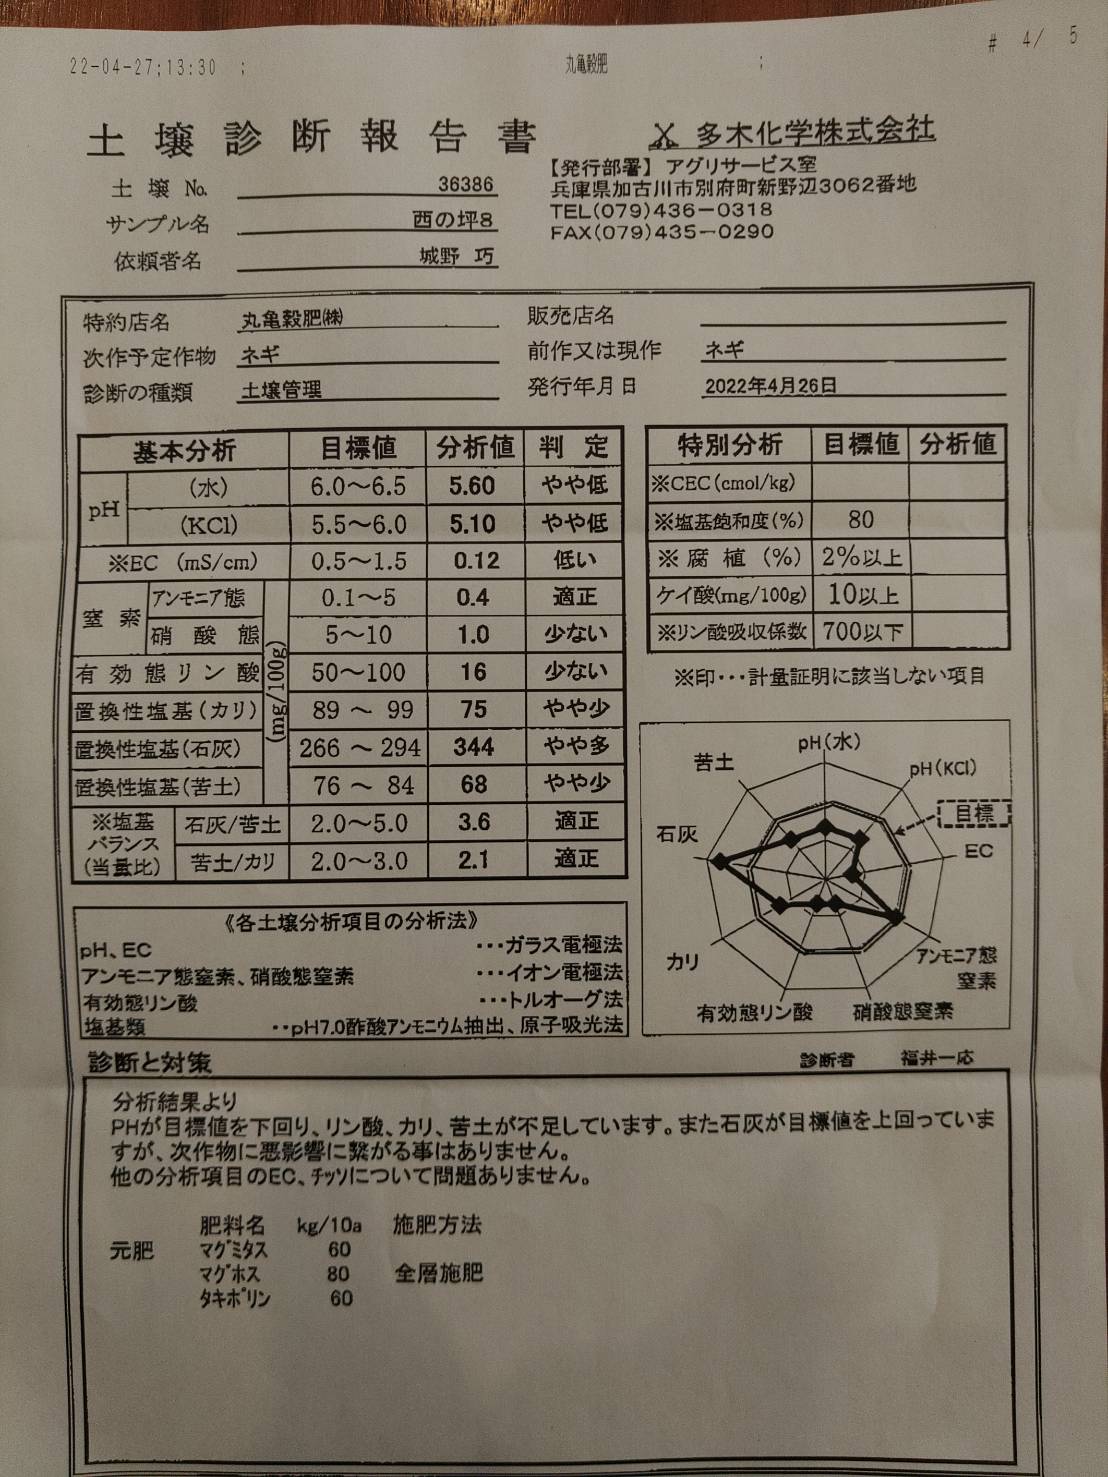 22-04-27;13:30 ; 丸亀穀肥 ; # 4/ 5
土壌診断報告書
多木化学株式会社
【発行部署】アグリサービス室
兵庫県加古川市別府町新野辺3062番地
TEL(079)436-0318
FAX(079)435-0290
土壌 No. 36386
サンプル名 西の坪8
依頼者名 城野 巧
特約店名 丸亀穀肥㈱ 販売店名
次作予定作物 ネギ 前作又は現作 ネギ
診断の種類 土壌管理 発行年月日 2022年4月26日
基本分析 目標値 分析値 判定
pH (水) 6.0～6.5 5.60 やや低
(KCl) 5.5～6.0 5.10 やや低
※EC (mS/cm) 0.5～1.5 0.12 低い
窒素 アンモニア態 (mg/100g) 0.1～5 0.4 適正
硝酸態 5～10 1.0 少ない
有効態リン酸 50～100 16 少ない
置換性塩基(カリ) 89 ～ 99 75 やや少
置換性塩基(石灰) 266 ～ 294 344 やや多
置換性塩基(苦土) 76 ～ 84 68 やや少
※塩基バランス(当量比) 石灰/苦土 2.0～5.0 3.6 適正
苦土/カリ 2.0～3.0 2.1 適正
特別分析 目標値 分析値
※CEC(cmol/kg)
※塩基飽和度(%) 80
※腐植(%) 2%以上
ケイ酸(mg/100g) 10以上
※リン酸吸収係数 700以下
※印･･･計量証明に該当しない項目
pH(水)
pH(KCl)
目標
EC
アンモニア態
窒素
硝酸態窒素
有効態リン酸
カリ
石灰
苦土
《各土壌分析項目の分析法》
pH、EC ･･･ガラス電極法
アンモニア態窒素、硝酸態窒素 ･･･イオン電極法
有効態リン酸 ･･･トルオーグ法
塩基類 ･･pH7.0酢酸アンモニウム抽出、原子吸光法
診断と対策 診断者 福井一応
分析結果より
PHが目標値を下回り、リン酸、カリ、苦土が不足しています。また石灰が目標値を上回っていま
すが、次作物に悪影響に繋がる事はありません。
他の分析項目のEC、ﾁｯｿについて問題ありません。
肥料名 kg/10a 施肥方法
元肥 ﾏｸﾞﾐﾀｽ 60
ﾏｸﾞﾎｽ 80 全層施肥
ﾀｷﾎﾟﾘﾝ 60